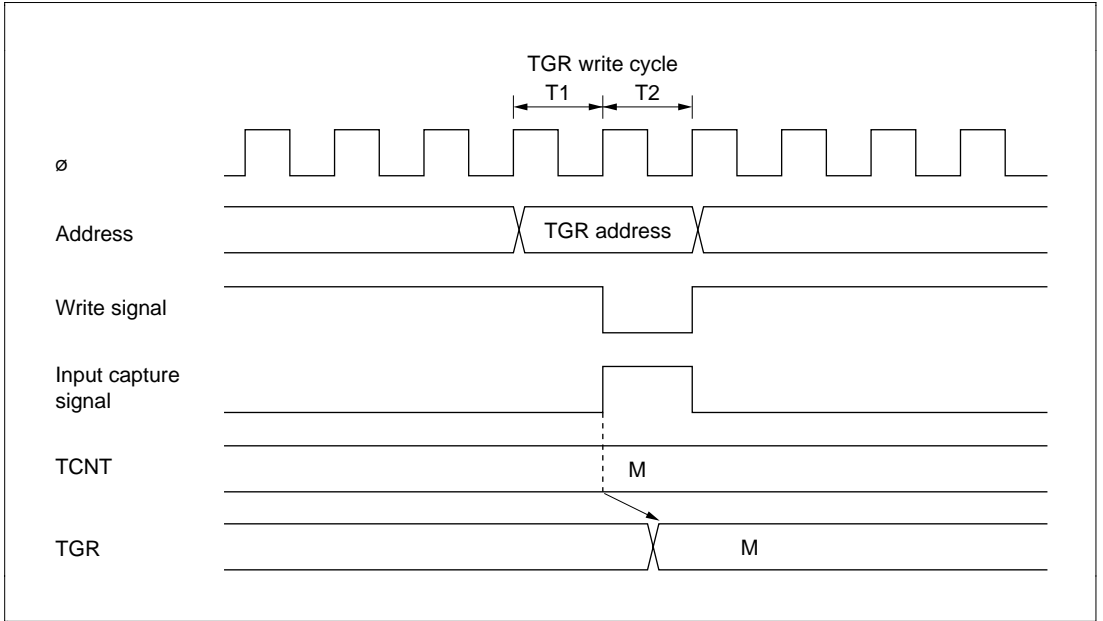 TGR write cycle
T1 T2
ø
Address TGR address
Write signal
Input capture
signal
TCNT M
TGR M